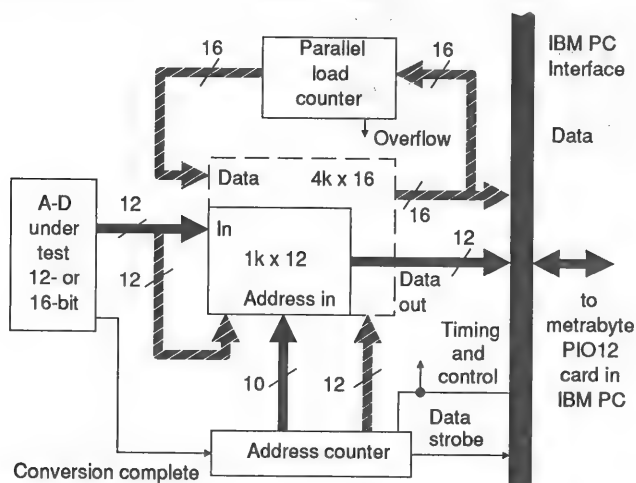 16
Parallel
load
counter
16
Overflow
IBM PC
Interface
Data
Data
4k x 16
16
A-D
under
test
12- or
16-bit
12
12
In
1k x 12
Address in
12
Data
out
10
12
Timing
and
control
Data
strobe
to
metrabyte
PIO12
card in
IBM PC
Address counter
Conversion complete